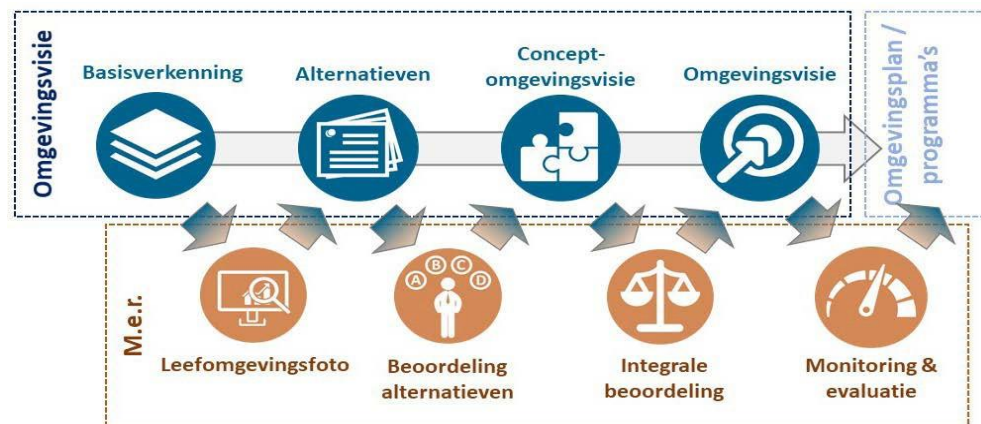 Omgevingsvisie
Basisverkenning
Alternatieven
Concept-
omgevingsvisie
Omgevingsvisie
Omgevingsplan /
programma's
M.e.r.
A
B
C
D
Leefomgevingsfoto
Beoordeling
alternatieven
Integrale
beoordeling
Monitoring &
evaluatie